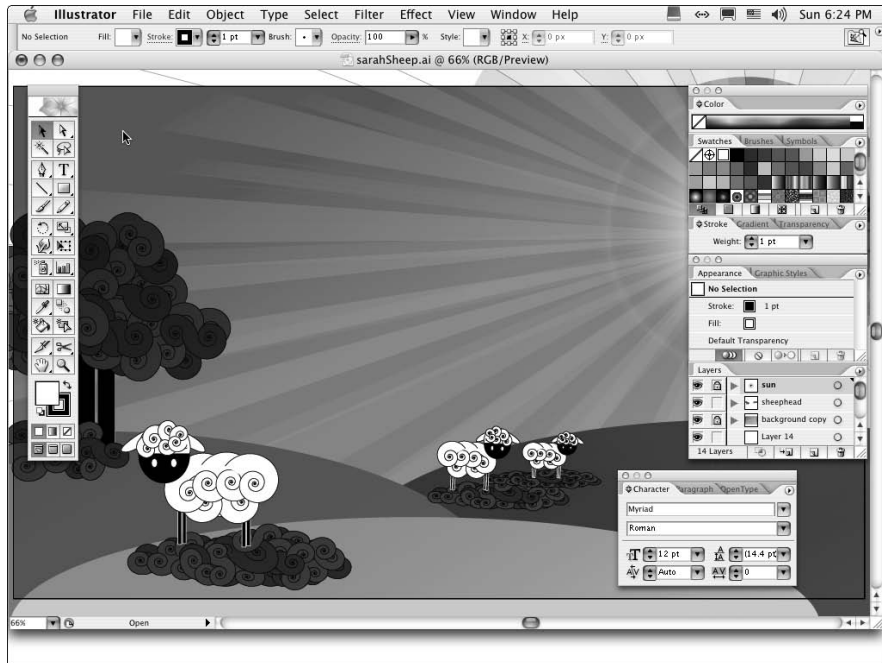 Illustrator File Edit Object Type Select Filter Effect View Window Help Sun 6:24 PM
No Selection Fill: Stroke: 1 pt Brush: Opacity: 100 % Style: X: 0 px Y: 0 px
sarahSheep.ai @ 66% (RGB/Preview)
Color
Swatches Brushes Symbols
Stroke Gradient Transparency
Weight: 1 pt
Appearance Graphic Styles
No Selection
Stroke: 1 pt
Fill:
Default Transparency
Layers
sun
sheephead
background copy
Layer 14
14 Layers
Character Paragraph OpenType
Myriad
Roman
12 pt (14.4 pt)
Auto 0
66% Open